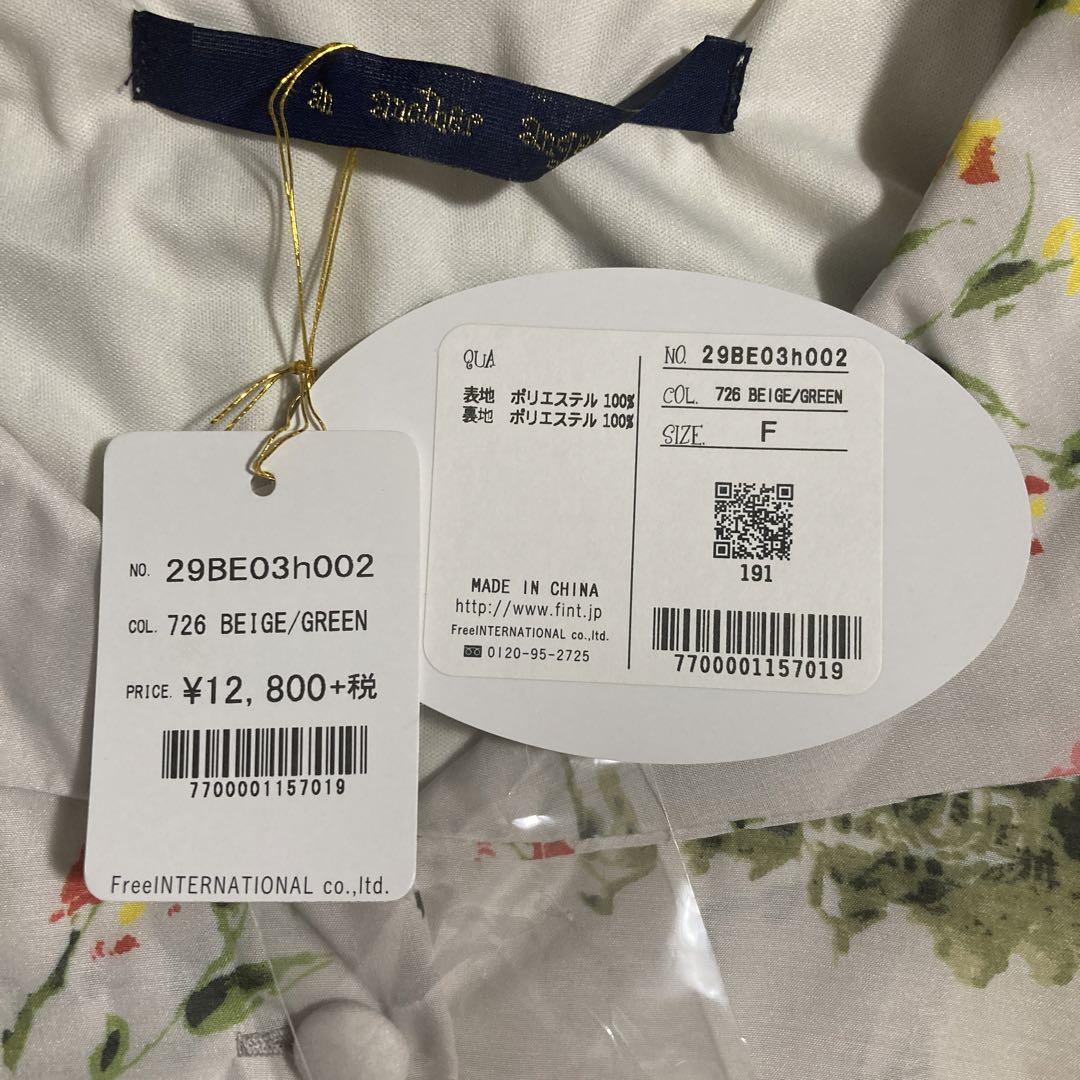 an another ange
NO. 29BE03h002
COL. 726 BEIGE/GREEN
PRICE. ¥12,800+税
7700001157019
FreeINTERNATIONAL co.,ltd.
QUA
表地 ポリエステル 100%
裏地 ポリエステル 100%
MADE IN CHINA
http://www.fint.jp
FreeINTERNATIONAL co.,ltd.
0120-95-2725
NO. 29BE03h002
COL. 726 BEIGE/GREEN
SIZE. F
191
7700001157019